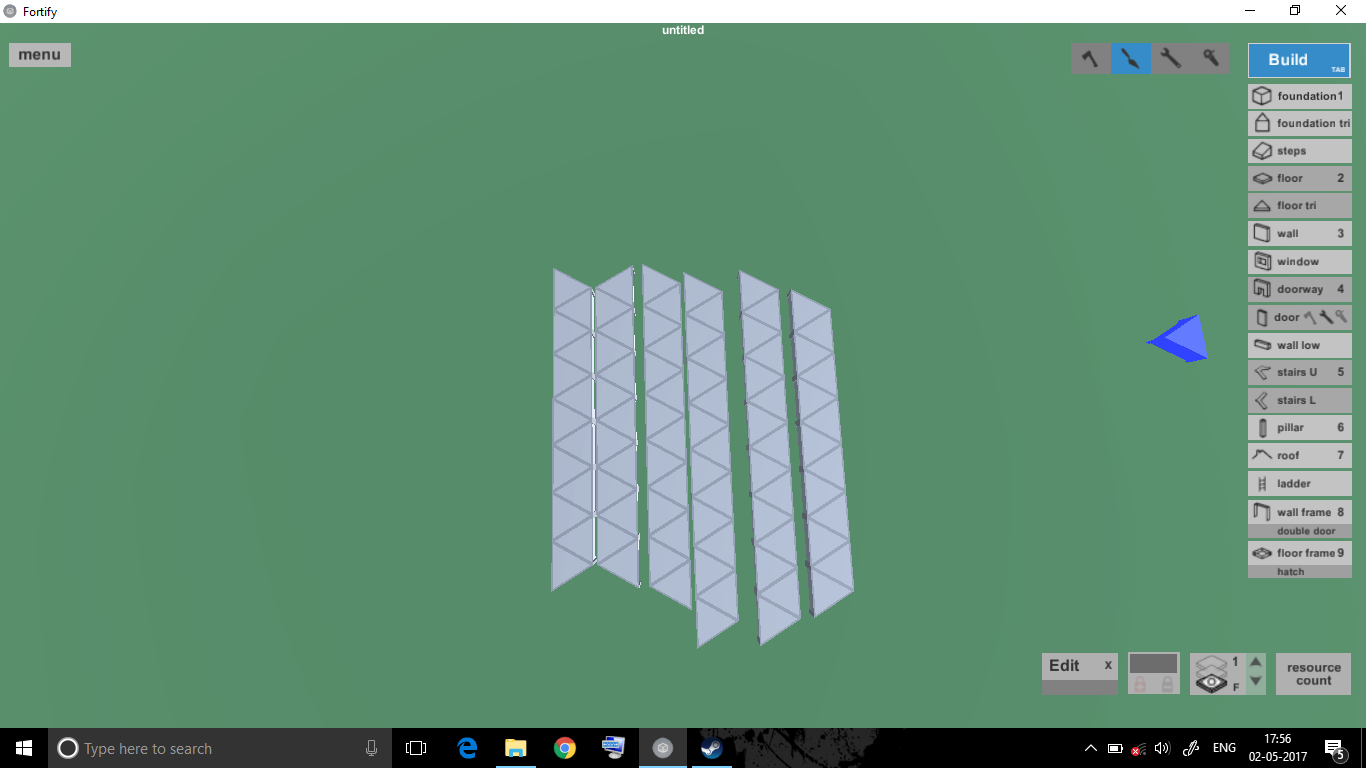 Fortify
untitled
menu
Build
TAB
foundation 1
foundation tri
steps
floor 2
floor tri
wall 3
window
doorway 4
door
wall low
stairs U 5
stairs L
pillar 6
roof 7
ladder
wall frame 8
double door
floor frame 9
hatch
Edit x
1
F
resource
count
Type here to search
ENG
17:56
02-05-2017
5